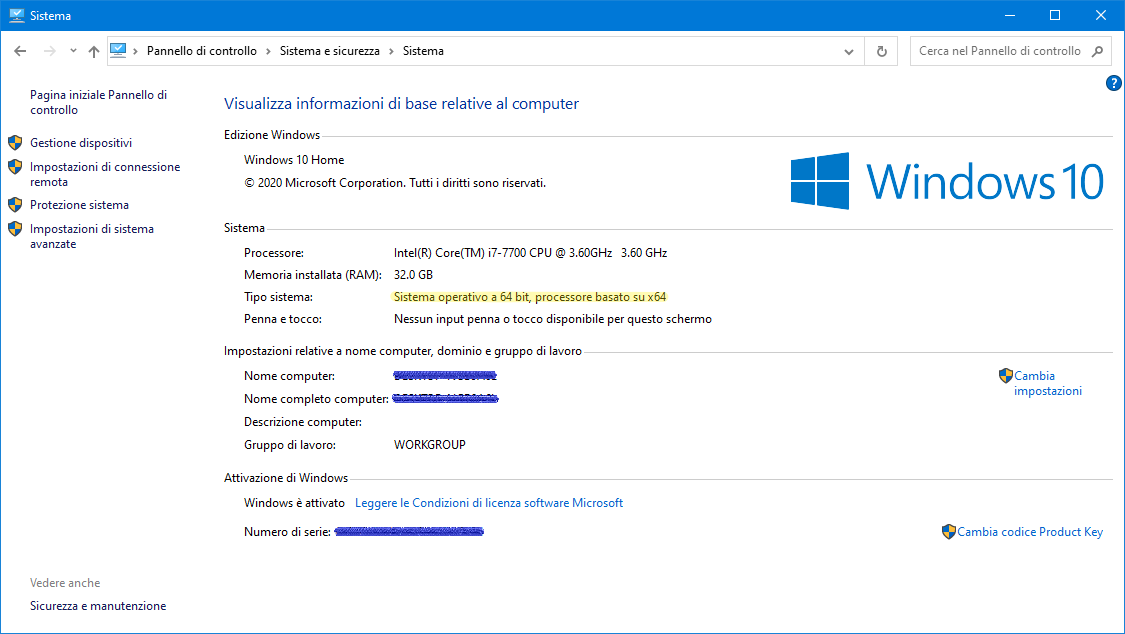 Sistema
Pannello di controllo > Sistema e sicurezza > Sistema
Cerca nel Pannello di controllo
?
Pagina iniziale Pannello di
controllo
Gestione dispositivi
Impostazioni di connessione
remota
Protezione sistema
Impostazioni di sistema
avanzate
Visualizza informazioni di base relative al computer
Edizione Windows
Windows 10 Home
© 2020 Microsoft Corporation. Tutti i diritti sono riservati.
Windows 10
Sistema
Processore: Intel(R) Core(TM) i7-7700 CPU @ 3.60GHz 3.60 GHz
Memoria installata (RAM): 32.0 GB
Tipo sistema: Sistema operativo a 64 bit, processore basato su x64
Penna e tocco: Nessun input penna o tocco disponibile per questo schermo
Impostazioni relative a nome computer, dominio e gruppo di lavoro
Nome computer:
Nome completo computer:
Descrizione computer:
Gruppo di lavoro: WORKGROUP
Cambia
impostazioni
Attivazione di Windows
Windows è attivato Leggere le Condizioni di licenza software Microsoft
Numero di serie:
Cambia codice Product Key
Vedere anche
Sicurezza e manutenzione